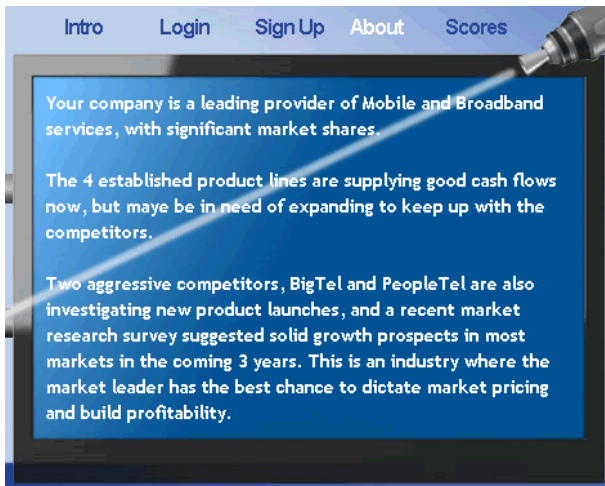 Intro Login Sign Up About Scores
Your company is a leading provider of Mobile and Broadband
services, with significant market shares.
The 4 established product lines are supplying good cash flows
now, but maye be in need of expanding to keep up with the
competitors.
Two aggressive competitors, BigTel and PeopleTel are also
investigating new product launches, and a recent market
research survey suggested solid growth prospects in most
markets in the coming 3 years. This is an industry where the
market leader has the best chance to dictate market pricing
and build profitability.